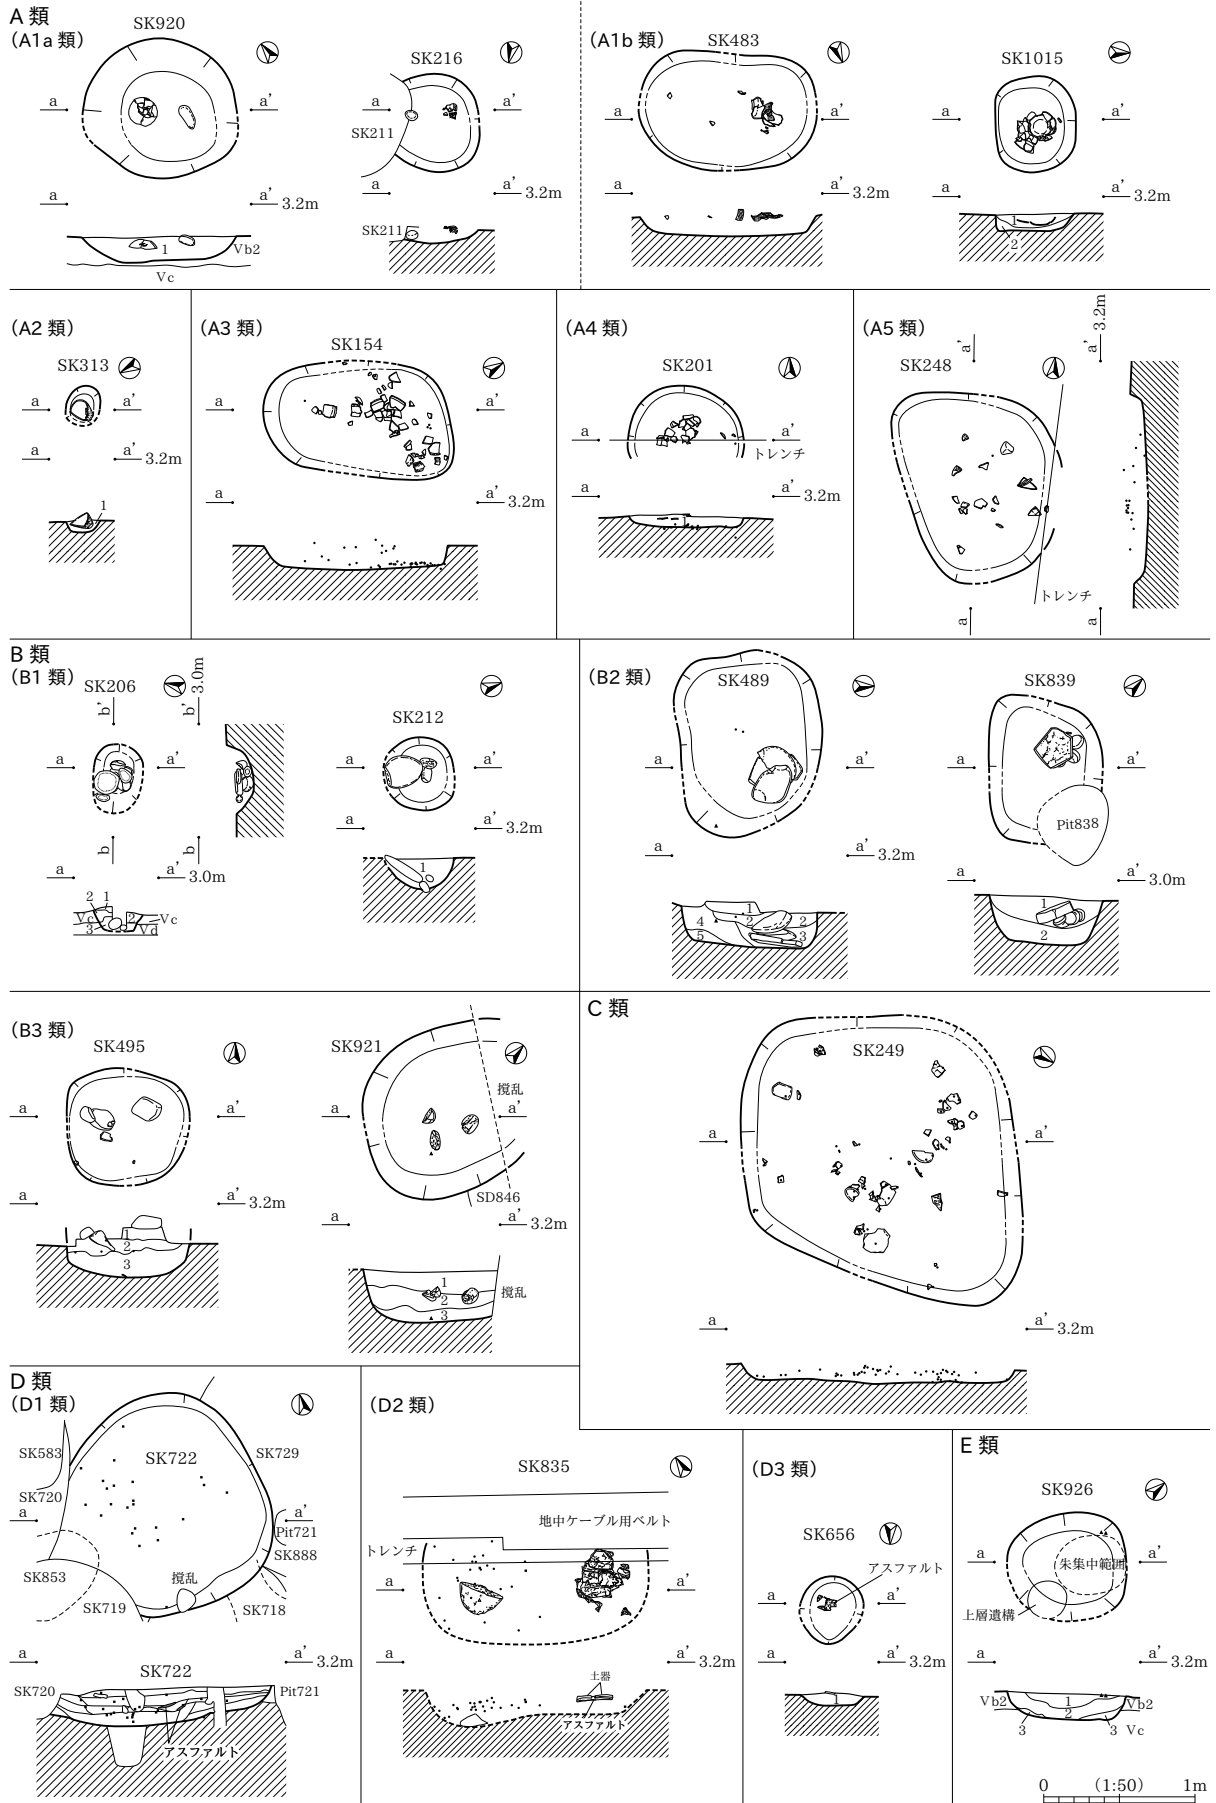 A 類
(A1a 類)
SK920
a
a’
a
a’
3.2m
1
Vb2
Vc
SK216
a
a’
SK211
a
a’
SK211
(A1b 類)
SK483
a
a’
a
a’
3.2m
SK1015
a
a’
a
a’
3.2m
1
2
(A2 類)
SK313
a
a’
a
a’
3.2m
1
(A3 類)
SK154
a
a’
a
a’
3.2m
(A4 類)
SK201
a
a’
トレンチ
a
a’
3.2m
(A5 類)
SK248
a’
a’
3.2m
トレンチ
a
a
B 類
(B1 類)
SK206
b’
b’
3.0m
a
a’
b
b
a
a’
3.0m
2
1
Vc
2
Vc
3
Vd
SK212
a
a’
a
a’
3.2m
1
(B2 類)
SK489
a
a’
a
a’
3.2m
1
4
2
2
5
3
SK839
a
a’
Pit838
a
a’
3.0m
1
2
(B3 類)
SK495
a
a’
a
a’
3.2m
1
2
3
SK921
撹乱
a
a’
SD846
a
a’
3.2m
1
2
撹乱
3
C 類
SK249
a
a’
a
a’
3.2m
D 類
(D1 類)
SK583
SK722
SK729
SK720
a
a’
Pit721
SK888
SK853
撹乱
SK719
SK718
a
a’
3.2m
SK722
SK720
Pit721
アスファルト
(D2 類)
SK835
地中ケーブル用ベルト
トレンチ
a
a’
a
a’
3.2m
土器
アスファルト
(D3 類)
SK656
アスファルト
a
a’
a
a’
3.2m
1
E 類
SK926
a
朱集中範囲
a’
上層遺構
a
a’
3.2m
Vb2
1
Vb2
2
3
3
Vc
0
(1:50)
1m